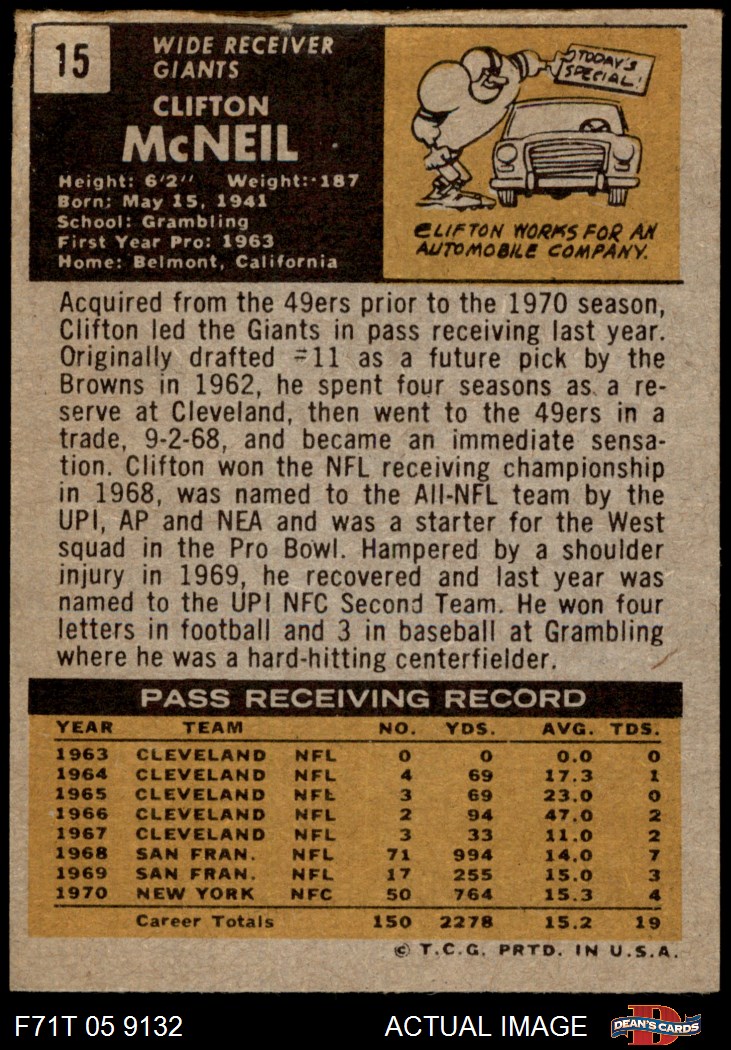 15
WIDE RECEIVER
GIANTS
CLIFTON
McNEIL
Height: 6'2" Weight: 187
Born: May 15, 1941
School: Grambling
First Year Pro: 1963
Home: Belmont, California
TODAY'S
SPECIAL!
CLIFTON WORKS FOR AN
AUTOMOBILE COMPANY.
Acquired from the 49ers prior to the 1970 season,
Clifton led the Giants in pass receiving last year.
Originally drafted #11 as a future pick by the
Browns in 1962, he spent four seasons as a re-
serve at Cleveland, then went to the 49ers in a
trade, 9-2-68, and became an immediate sensa-
tion. Clifton won the NFL receiving championship
in 1968, was named to the All-NFL team by the
UPI, AP and NEA and was a starter for the West
squad in the Pro Bowl. Hampered by a shoulder
injury in 1969, he recovered and last year was
named to the UPI NFC Second Team. He won four
letters in football and 3 in baseball at Grambling
where he was a hard-hitting centerfielder.
PASS RECEIVING RECORD
YEAR TEAM NO. YDS. AVG. TDS.
1963 CLEVELAND NFL 0 0 0.0 0
1964 CLEVELAND NFL 4 69 17.3 1
1965 CLEVELAND NFL 3 69 23.0 0
1966 CLEVELAND NFL 2 94 47.0 2
1967 CLEVELAND NFL 3 33 11.0 2
1968 SAN FRAN. NFL 71 994 14.0 7
1969 SAN FRAN. NFL 17 255 15.0 3
1970 NEW YORK NFC 50 764 15.3 4
Career Totals 150 2278 15.2 19
© T.C.G. PRTD. IN U.S.A.
F71T 05 9132 ACTUAL IMAGE D DEAN'S CARDS